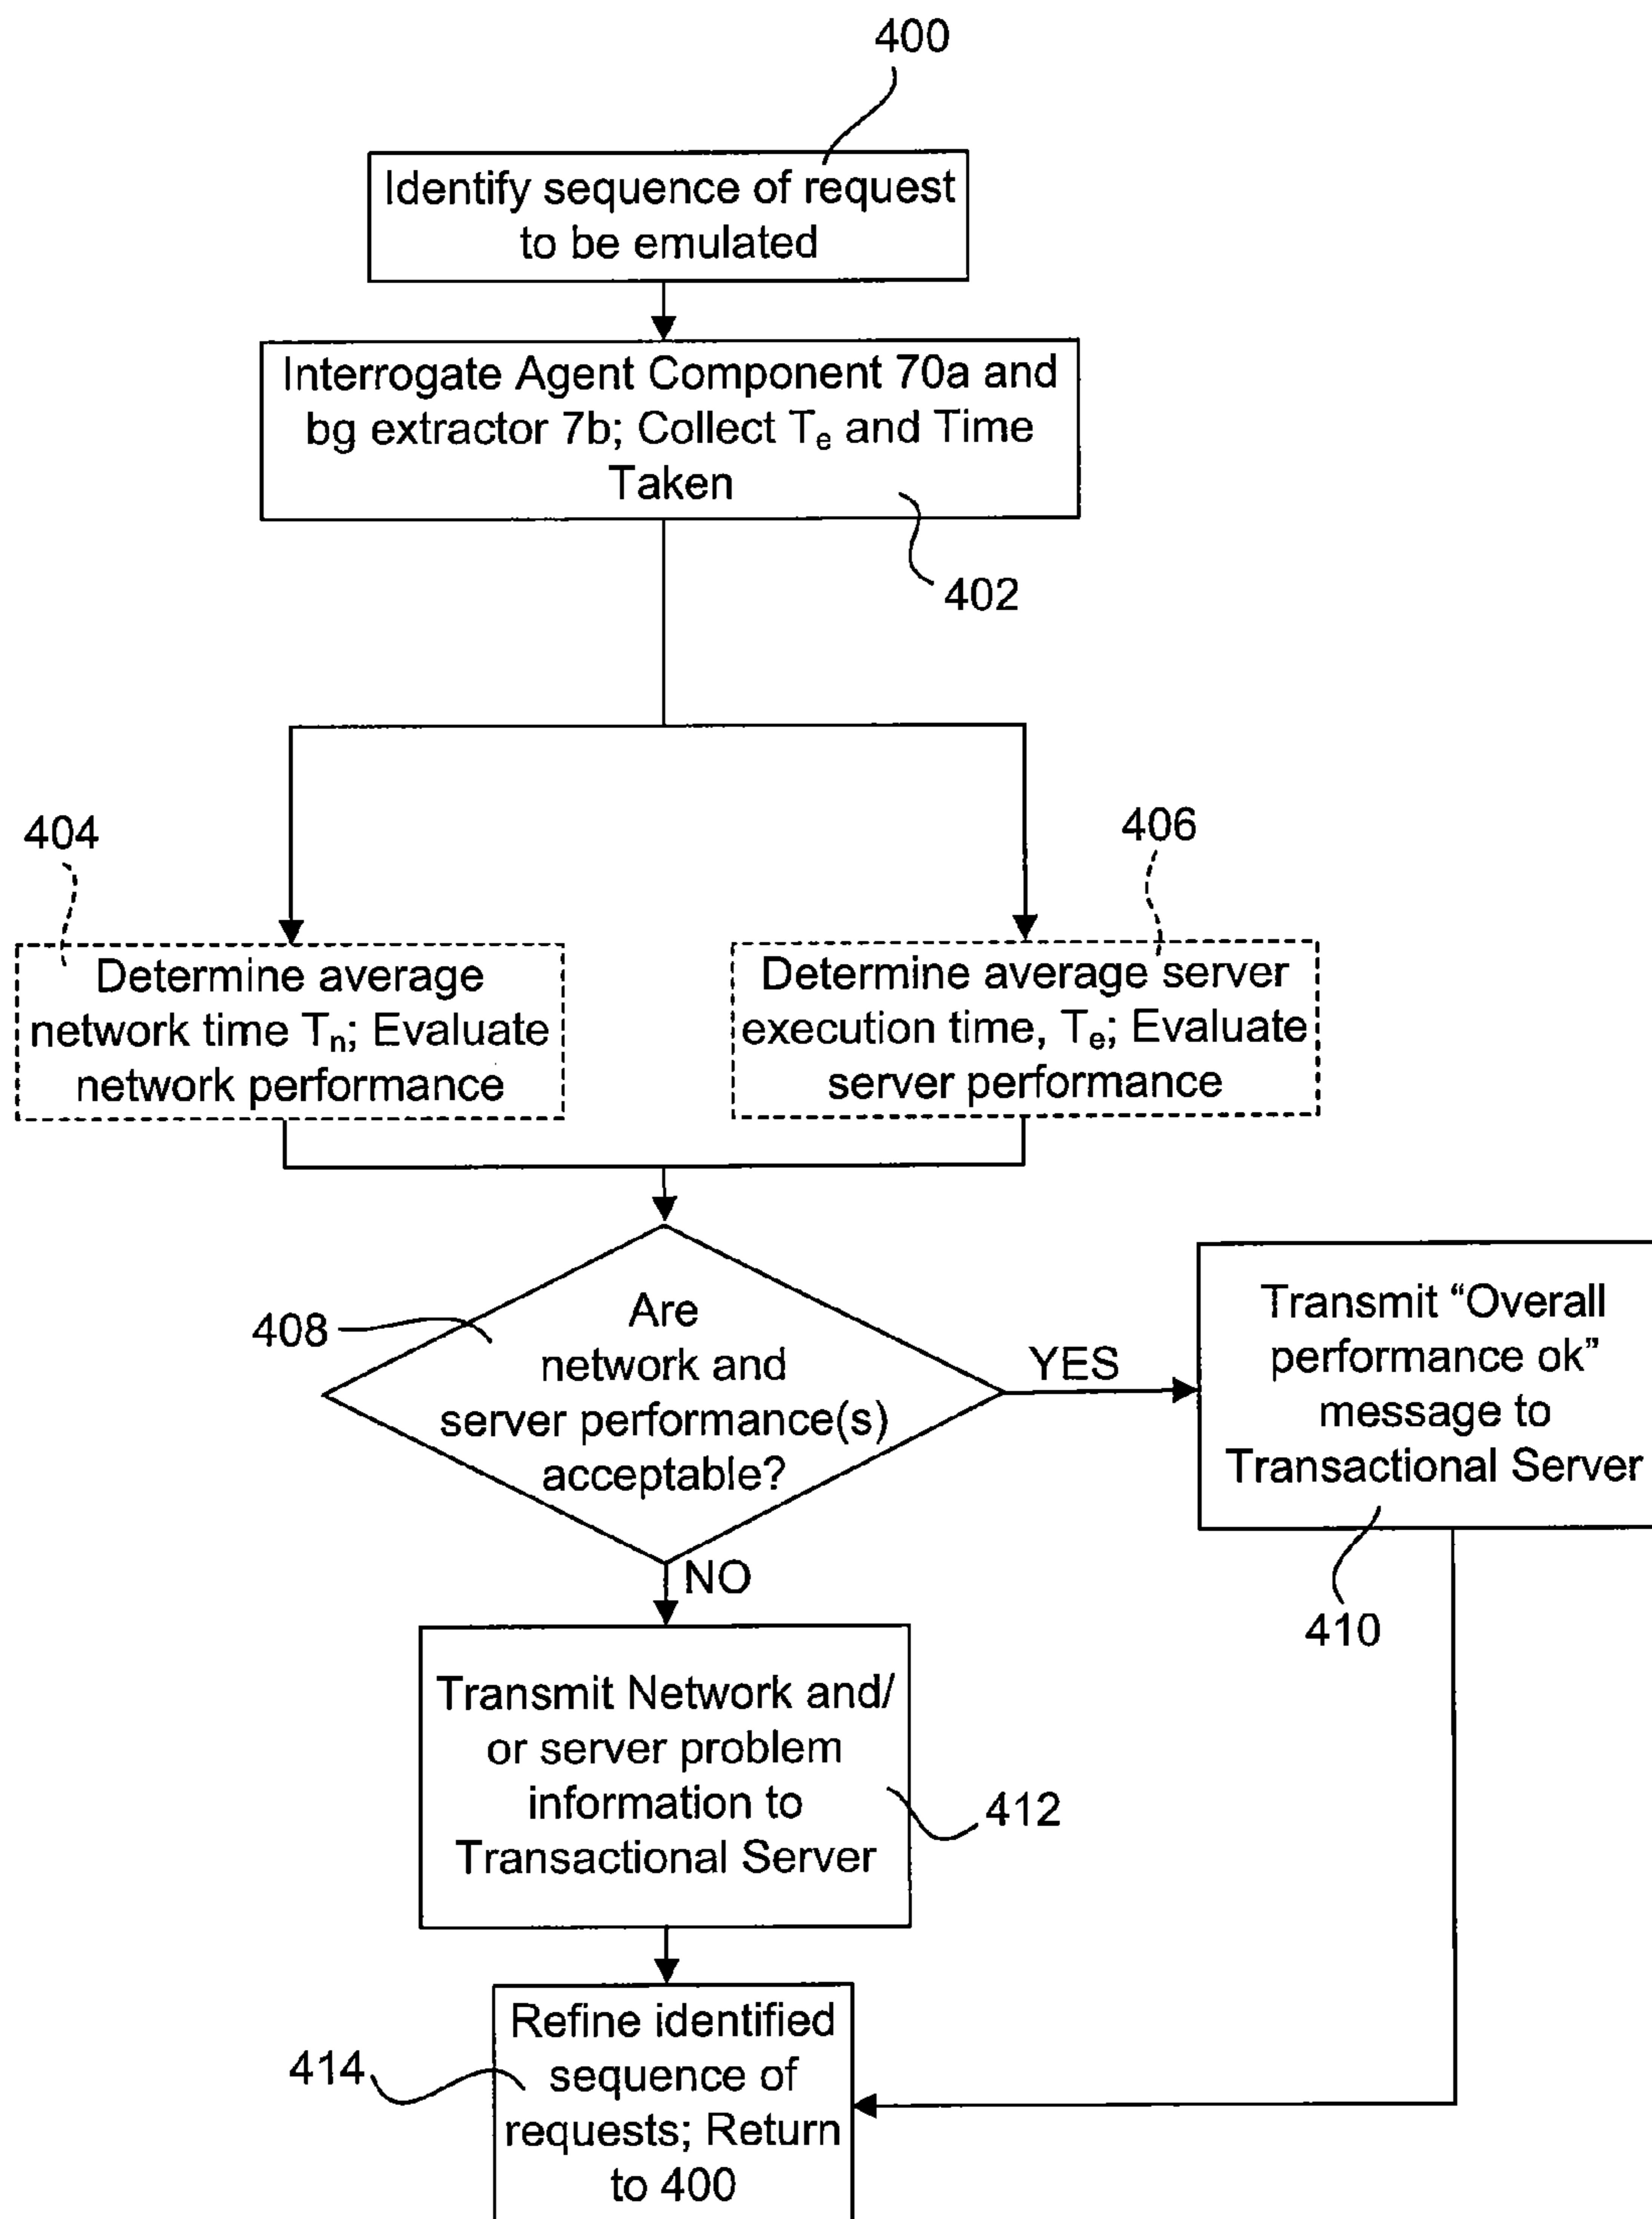 400
Identify sequence of request
to be emulated
Interrogate Agent Component 70a and
bg extractor 7b; Collect Te and Time
Taken
402
404
406
Determine average
network time Tn; Evaluate
network performance
Determine average server
execution time, Te; Evaluate
server performance
408
Are
network and
server performance(s)
acceptable?
YES
Transmit “Overall
performance ok”
message to
Transactional Server
410
NO
Transmit Network and/
or server problem
information to
Transactional Server
412
414
Refine identified
sequence of
requests; Return
to 400